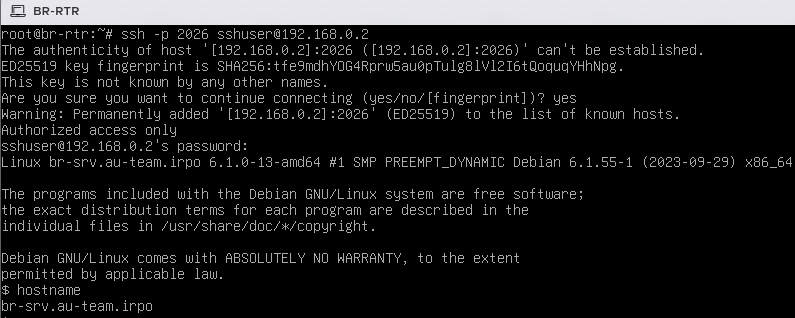 BR-RTR
root@br-rtr:~# ssh -p 2026 sshuser@192.168.0.2
The authenticity of host '[192.168.0.2]:2026 ([192.168.0.2]:2026)' can't be established.
ED25519 key fingerprint is SHA256:tfe9mdhYOG4Rprw5au0pTulg8lVl2I6tQoquqYHhNpg.
This key is not known by any other names.
Are you sure you want to continue connecting (yes/no/[fingerprint])? yes
Warning: Permanently added '[192.168.0.2]:2026' (ED25519) to the list of known hosts.
Authorized access only
sshuser@192.168.0.2's password:
Linux br-srv.au-team.irpo 6.1.0-13-amd64 #1 SMP PREEMPT_DYNAMIC Debian 6.1.55-1 (2023-09-29) x86_64
The programs included with the Debian GNU/Linux system are free software;
the exact distribution terms for each program are described in the
individual files in /usr/share/doc/*/copyright.
Debian GNU/Linux comes with ABSOLUTELY NO WARRANTY, to the extent
permitted by applicable law.
$ hostname
br-srv.au-team.irpo